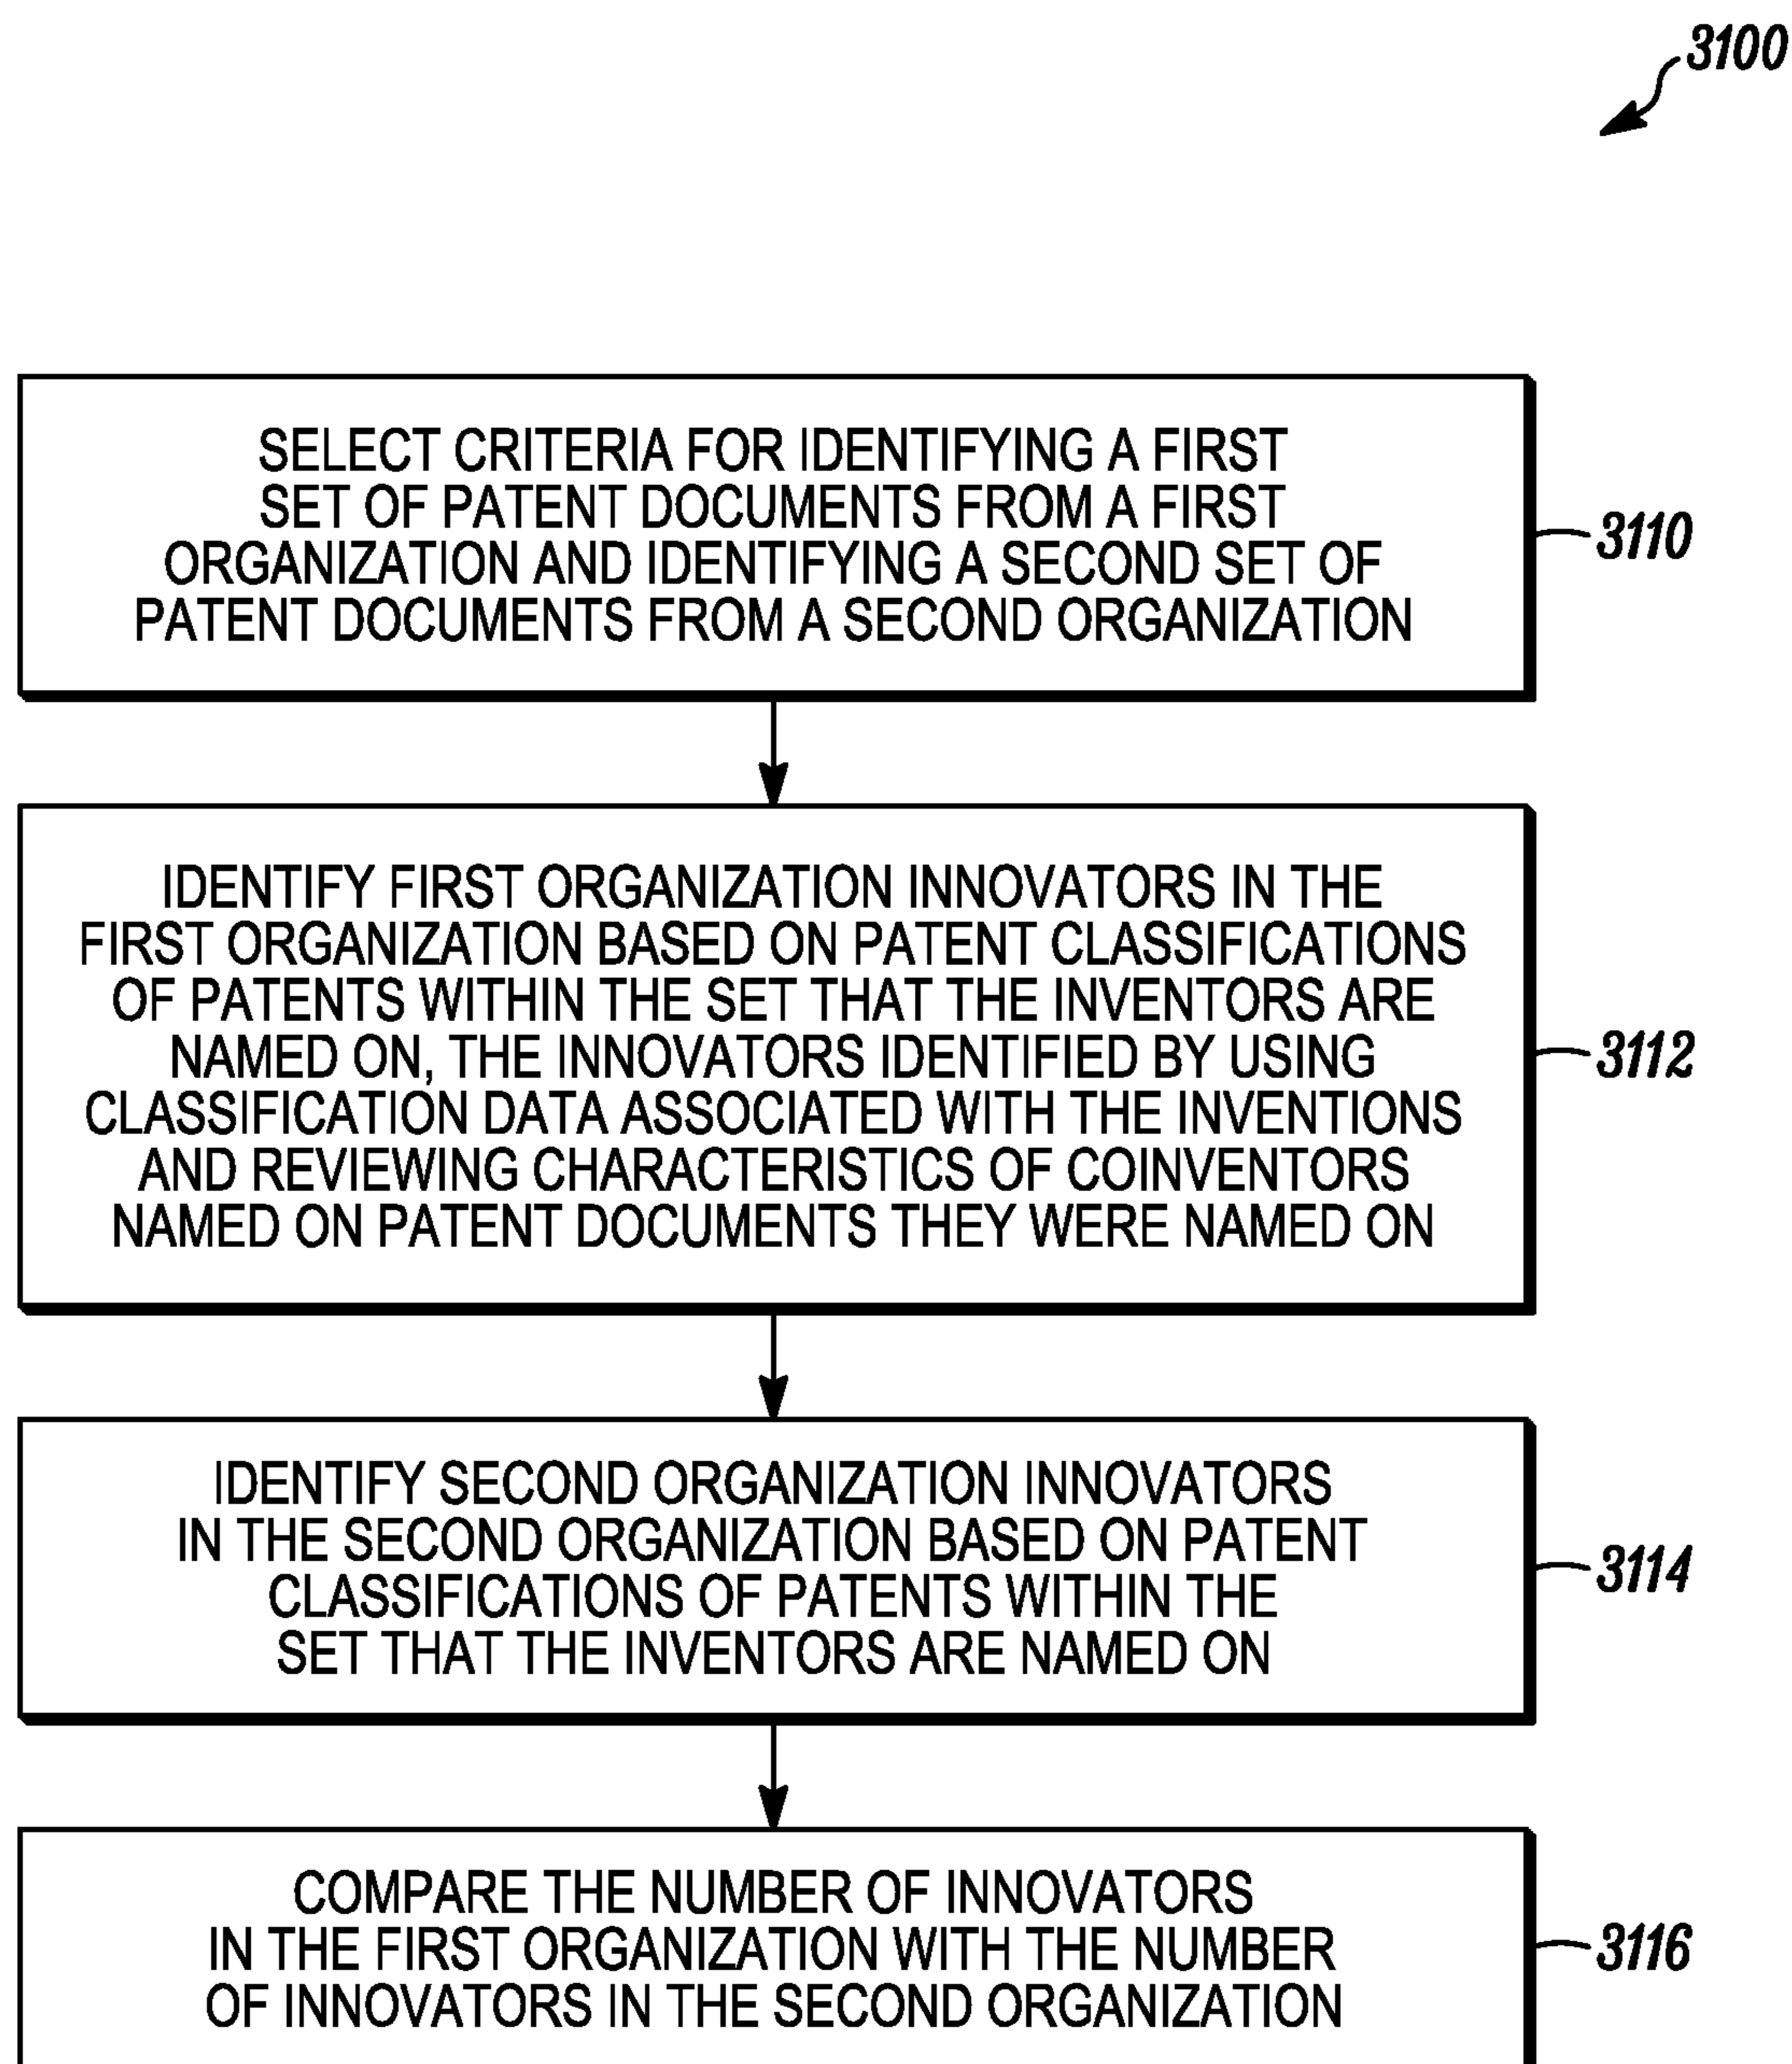 3100
SELECT CRITERIA FOR IDENTIFYING A FIRST
SET OF PATENT DOCUMENTS FROM A FIRST
ORGANIZATION AND IDENTIFYING A SECOND SET OF
PATENT DOCUMENTS FROM A SECOND ORGANIZATION
3110
IDENTIFY FIRST ORGANIZATION INNOVATORS IN THE
FIRST ORGANIZATION BASED ON PATENT CLASSIFICATIONS
OF PATENTS WITHIN THE SET THAT THE INVENTORS ARE
NAMED ON, THE INNOVATORS IDENTIFIED BY USING
CLASSIFICATION DATA ASSOCIATED WITH THE INVENTIONS
AND REVIEWING CHARACTERISTICS OF COINVENTORS
NAMED ON PATENT DOCUMENTS THEY WERE NAMED ON
3112
IDENTIFY SECOND ORGANIZATION INNOVATORS
IN THE SECOND ORGANIZATION BASED ON PATENT
CLASSIFICATIONS OF PATENTS WITHIN THE
SET THAT THE INVENTORS ARE NAMED ON
3114
COMPARE THE NUMBER OF INNOVATORS
IN THE FIRST ORGANIZATION WITH THE NUMBER
OF INNOVATORS IN THE SECOND ORGANIZATION
3116